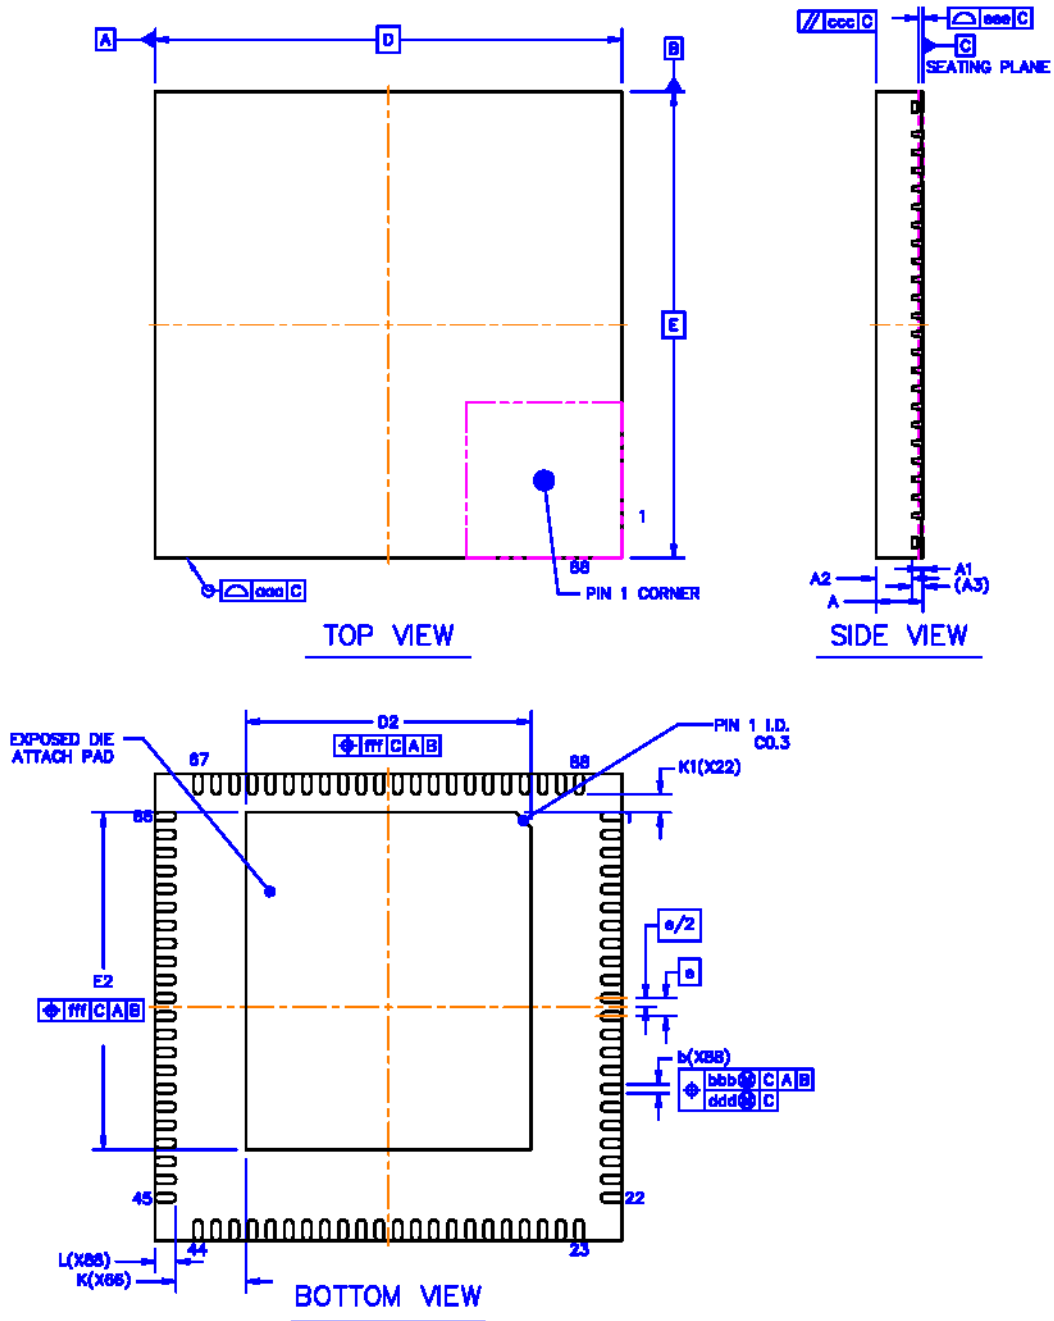 A
D
B
E
1
88
aaa C
PIN 1 CORNER
TOP VIEW
// ccc C
eee C
C
SEATING PLANE
A1
A2
(A3)
A
SIDE VIEW
EXPOSED DIE
ATTACH PAD
D2
fff C A B
PIN 1 I.D.
C0.3
67
88
K1(X22)
66
1
e/2
e
E2
fff C A B
b(X88)
bbb M C A B
ddd M C
45
22
44
23
L(X88)
K(X66)
BOTTOM VIEW